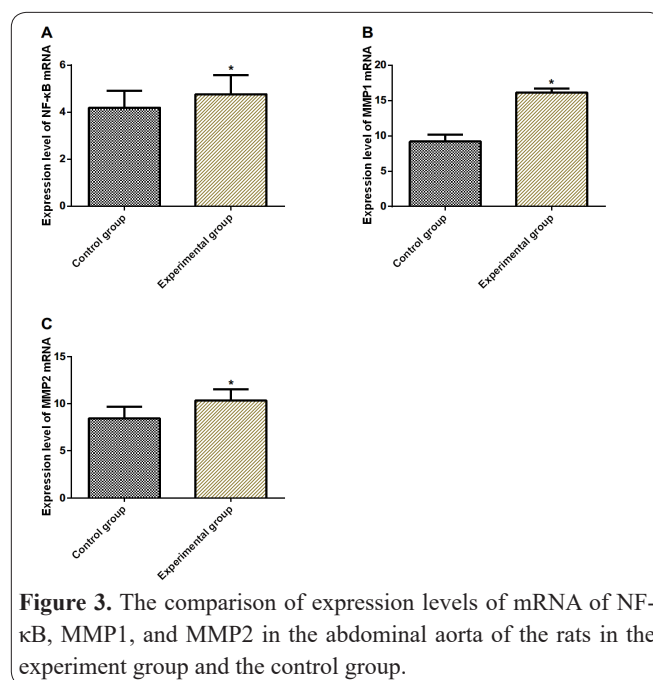 A
Expression level of NF-κB mRNA
6
4
2
0
*
Control group
Experimental group
B
Expression level of MMP1 mRNA
20
15
10
5
0
*
Control group
Experimental group
C
Expression level of MMP2 mRNA
15
10
5
0
*
Control group
Experimental group
Figure 3. The comparison of expression levels of mRNA of NF-
κB, MMP1, and MMP2 in the abdominal aorta of the rats in the
experiment group and the control group.